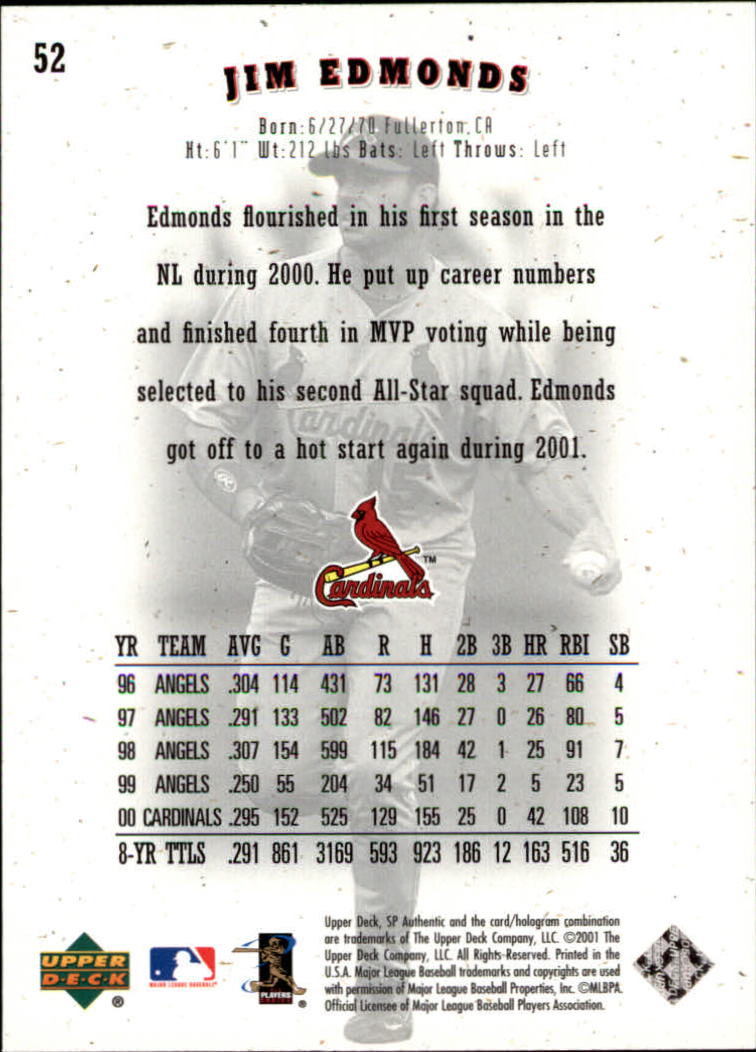 52
JIM EDMONDS
Born:6/27/70 Fullerton,CA
Ht:6'1" Wt:212 lbs Bats: Left Throws: Left
Edmonds flourished in his first season in the
NL during 2000. He put up career numbers
and finished fourth in MVP voting while being
selected to his second All-Star squad. Edmonds
got off to a hot start again during 2001.
Cardinals
Cardinals TM
YR TEAM AVG G AB R H 2B 3B HR RBI SB
96 ANGELS .304 114 431 73 131 28 3 27 66 4
97 ANGELS .291 133 502 82 146 27 0 26 80 5
98 ANGELS .307 154 599 115 184 42 1 25 91 7
99 ANGELS .250 55 204 34 51 17 2 5 23 5
00 CARDINALS .295 152 525 129 155 25 0 42 108 10
8-YR TTLS .291 861 3169 593 923 186 12 163 516 36
Upper Deck, SP Authentic and the card/hologram combination
are trademarks of The Upper Deck Company, LLC. ©2001 The
Upper Deck Company, LLC. All Rights Reserved. Printed in the
U.S.A. Major League Baseball trademarks and copyrights are used
with permission of Major League Baseball Properties, Inc. ©MLBPA
Official Licensee of Major League Baseball Players Association.
UPPER
D·E·C·K
®
MAJOR LEAGUE BASEBALL
PLAYERS
®